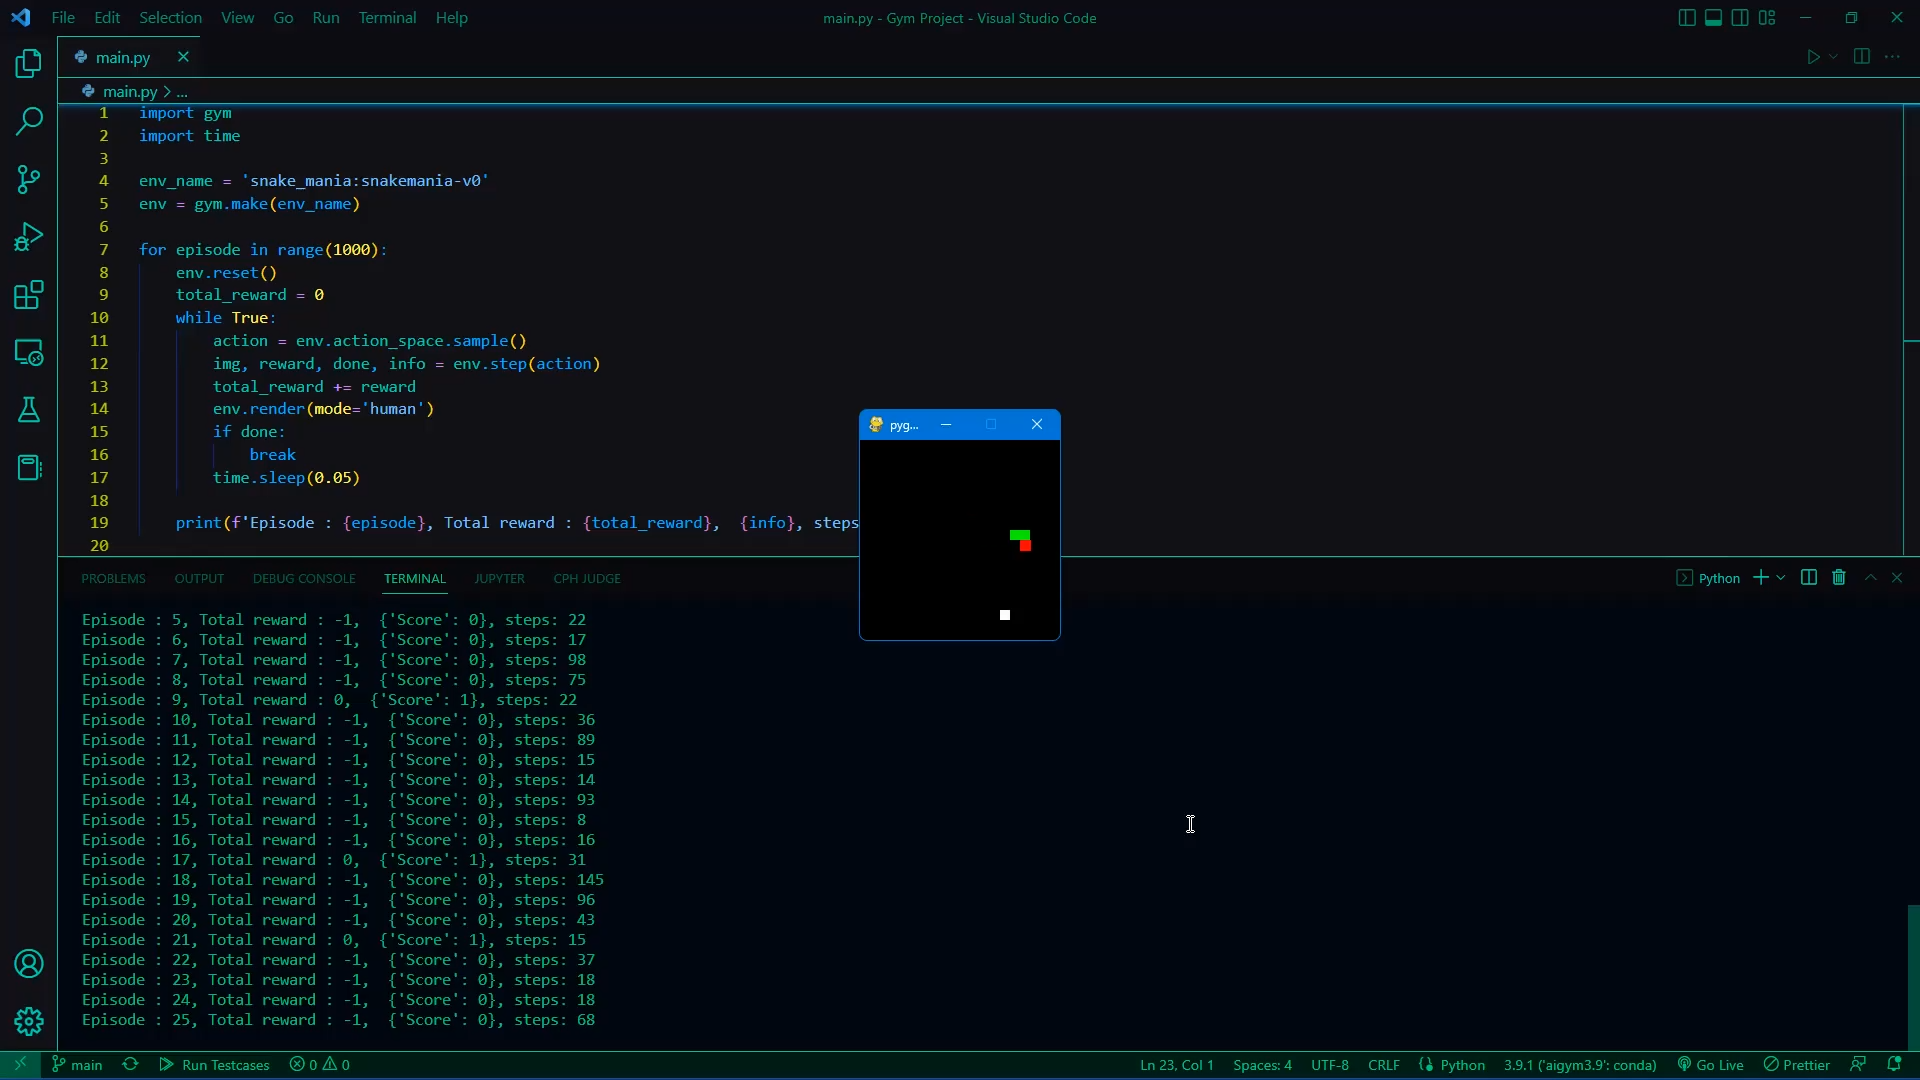 File Edit Selection View Go Run Terminal Help
main.py - Gym Project - Visual Studio Code
main.py
main.py > ...
1 import gym
2 import time
3
4 env_name = 'snake_mania:snakemania-v0'
5 env = gym.make(env_name)
6
7 for episode in range(1000):
8 env.reset()
9 total_reward = 0
10 while True:
11 action = env.action_space.sample()
12 img, reward, done, info = env.step(action)
13 total_reward += reward
14 env.render(mode='human')
15 if done:
16 break
17 time.sleep(0.05)
18
19 print(f'Episode : {episode}, Total reward : {total_reward},  {info}, steps
20
pyg...
PROBLEMS OUTPUT DEBUG CONSOLE TERMINAL JUPYTER CPH JUDGE
Python
Episode : 5, Total reward : -1,  {'Score': 0}, steps: 22
Episode : 6, Total reward : -1,  {'Score': 0}, steps: 17
Episode : 7, Total reward : -1,  {'Score': 0}, steps: 98
Episode : 8, Total reward : -1,  {'Score': 0}, steps: 75
Episode : 9, Total reward : 0,  {'Score': 1}, steps: 22
Episode : 10, Total reward : -1,  {'Score': 0}, steps: 36
Episode : 11, Total reward : -1,  {'Score': 0}, steps: 89
Episode : 12, Total reward : -1,  {'Score': 0}, steps: 15
Episode : 13, Total reward : -1,  {'Score': 0}, steps: 14
Episode : 14, Total reward : -1,  {'Score': 0}, steps: 93
Episode : 15, Total reward : -1,  {'Score': 0}, steps: 8
Episode : 16, Total reward : -1,  {'Score': 0}, steps: 16
Episode : 17, Total reward : 0,  {'Score': 1}, steps: 31
Episode : 18, Total reward : -1,  {'Score': 0}, steps: 145
Episode : 19, Total reward : -1,  {'Score': 0}, steps: 96
Episode : 20, Total reward : -1,  {'Score': 0}, steps: 43
Episode : 21, Total reward : 0,  {'Score': 1}, steps: 15
Episode : 22, Total reward : -1,  {'Score': 0}, steps: 37
Episode : 23, Total reward : -1,  {'Score': 0}, steps: 18
Episode : 24, Total reward : -1,  {'Score': 0}, steps: 18
Episode : 25, Total reward : -1,  {'Score': 0}, steps: 68
main Run Testcases 0 0 Ln 23, Col 1 Spaces: 4 UTF-8 CRLF Python 3.9.1 ('aigym3.9': conda) Go Live Prettier